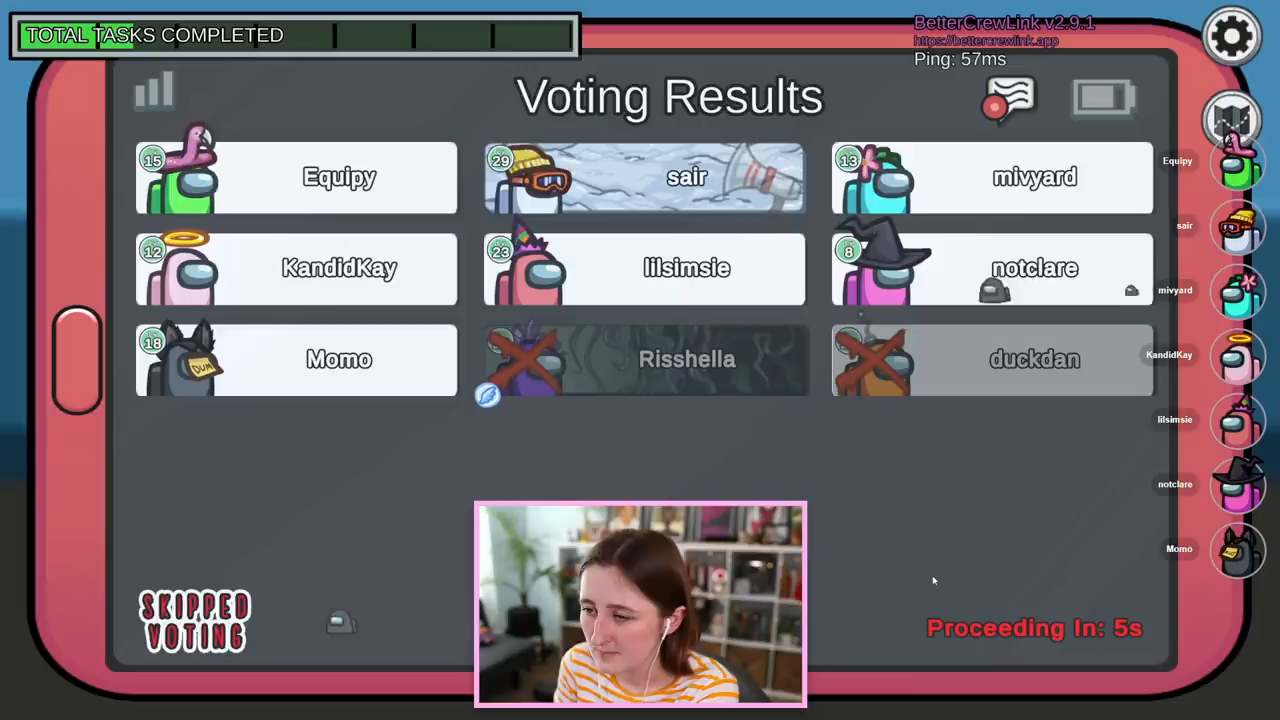 TOTAL TASKS COMPLETED
BetterCrewLink v2.9.1
https://bettercrewlink.app
Ping: 57ms
Voting Results
15
Equipy
29
sair
13
mivyard
12
KandidKay
23
lilsimsie
8
notclare
18
DUM
Momo
Risshella
duckdan
SKIPPED
VOTING
Proceeding In: 5s
Equipy
sair
mivyard
KandidKay
lilsimsie
notclare
Momo